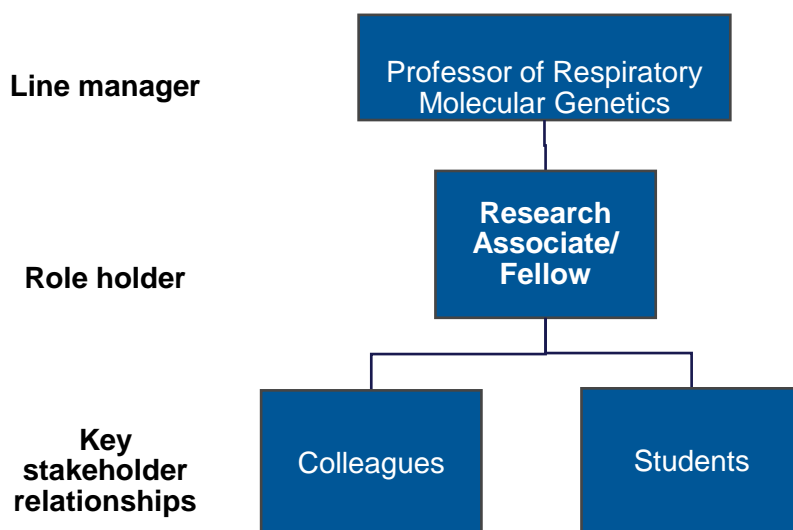 Line manager
Professor of Respiratory
Molecular Genetics
Role holder
Research
Associate/
Fellow
Key
stakeholder
relationships
Colleagues
Students